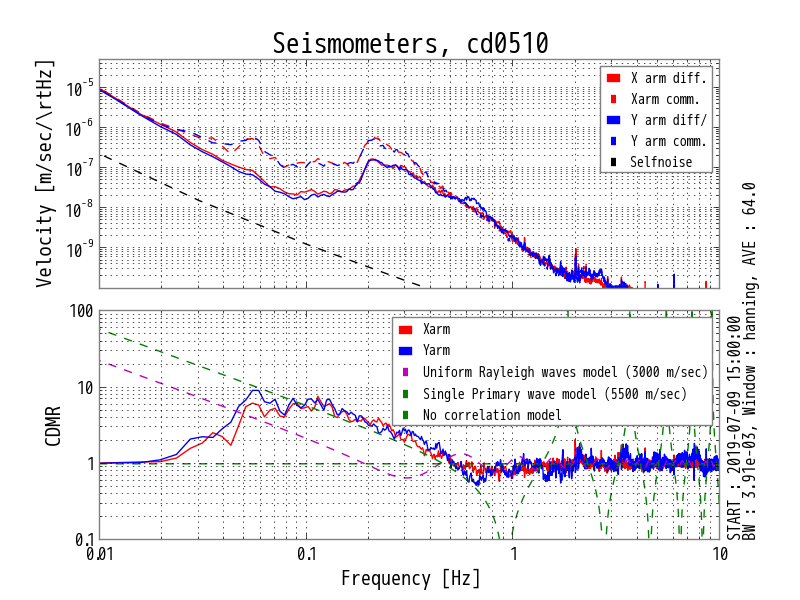 Seismometers, cd0510
Velocity [m/sec/\rtHz]
10-5
10-6
10-7
10-8
10-9
X arm diff.
Xarm comm.
Y arm diff/
Y arm comm.
Selfnoise
CDMR
100
10
1
0.1
Xarm
Yarm
Uniform Rayleigh waves model (3000 m/sec)
Single Primary wave model (5500 m/sec)
No correlation model
0.01
0.1
1
10
Frequency [Hz]
START : 2019-07-09 15:00:00
BW : 3.91e-03, Window : hanning, AVE : 64.0